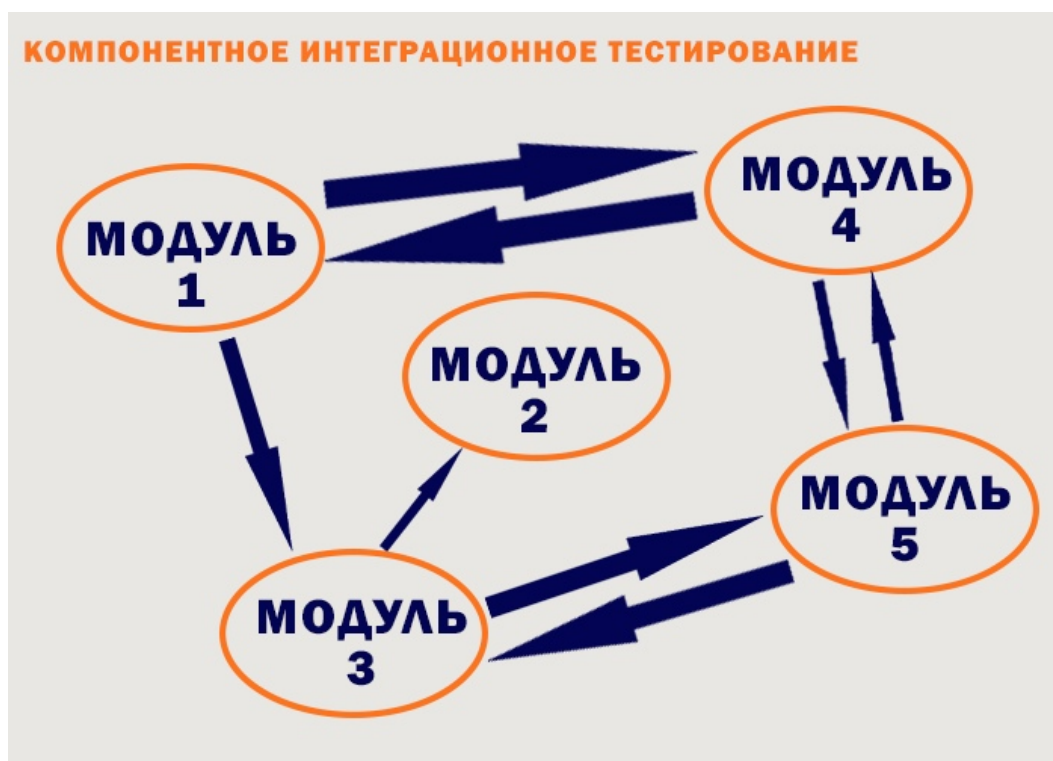 КОМПОНЕНТНОЕ ИНТЕГРАЦИОННОЕ ТЕСТИРОВАНИЕ
МОДУЛЬ
1
МОДУЛЬ
4
МОДУЛЬ
2
МОДУЛЬ
3
МОДУЛЬ
5